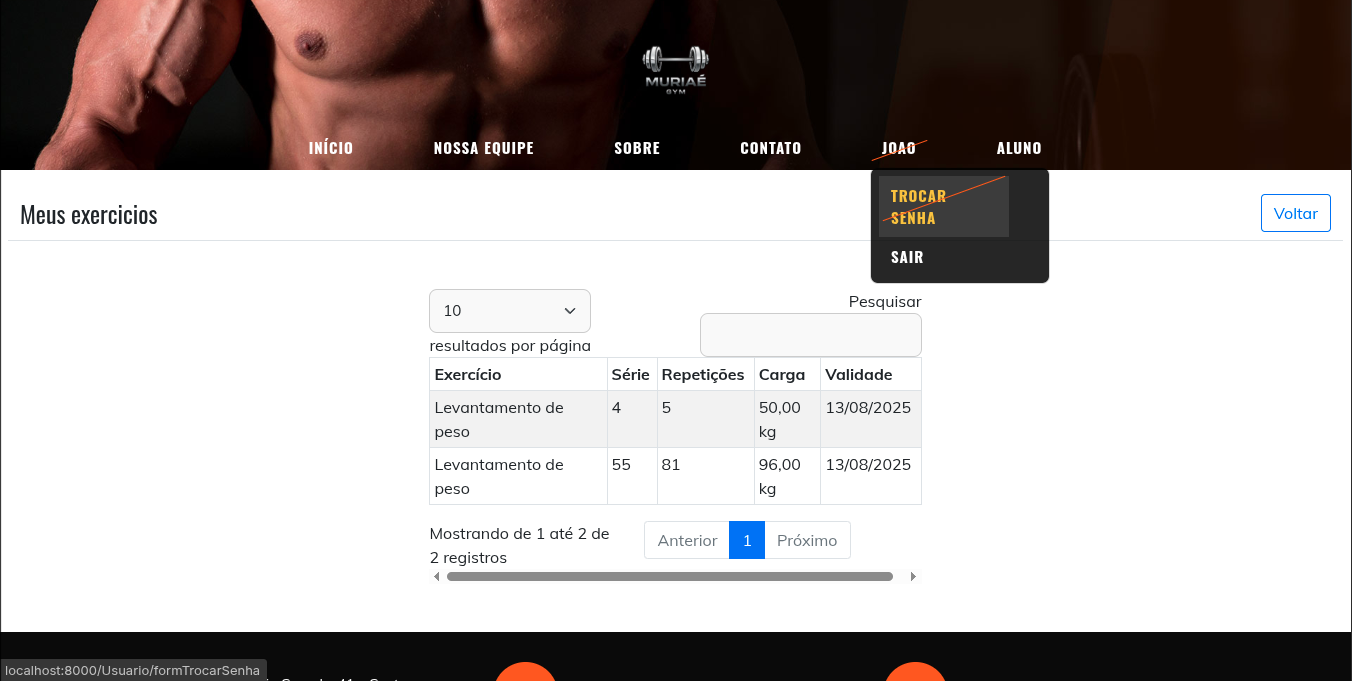 MURIAÉ
GYM
INÍCIO NOSSA EQUIPE SOBRE CONTATO JOAO ALUNO
TROCAR
SENHA
SAIR
Meus exercicios
Voltar
10
resultados por página
Pesquisar
Exercício Série Repetições Carga Validade
Levantamento de peso 4 5 50,00 kg 13/08/2025
Levantamento de peso 55 81 96,00 kg 13/08/2025
Mostrando de 1 até 2 de
2 registros
Anterior 1 Próximo
localhost:8000/Usuario/formTrocarSenha